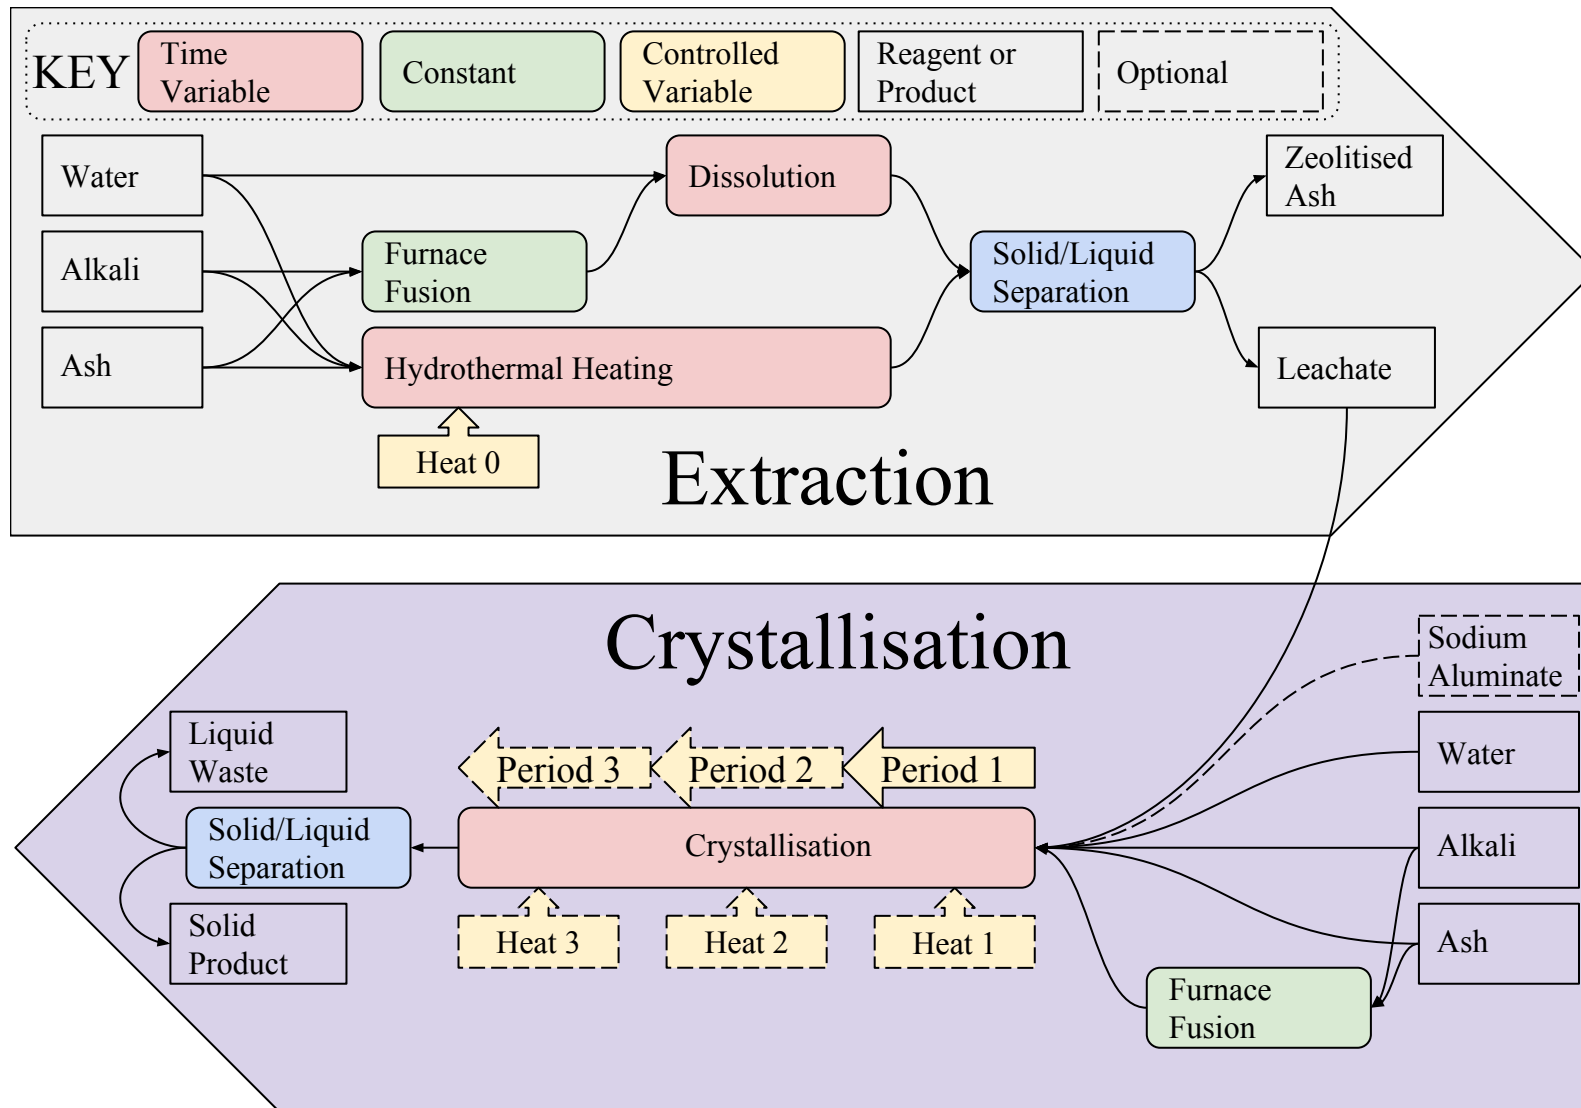 KEY
Time
Variable
Constant
Controlled
Variable
Reagent or
Product
Optional
Water
Alkali
Ash
Furnace
Fusion
Hydrothermal Heating
Heat 0
Dissolution
Solid/Liquid
Separation
Zeolitised
Ash
Leachate
Extraction
Crystallisation
Sodium
Aluminate
Water
Alkali
Ash
Furnace
Fusion
Period 3
Period 2
Period 1
Crystallisation
Heat 3
Heat 2
Heat 1
Solid/Liquid
Separation
Liquid
Waste
Solid
Product